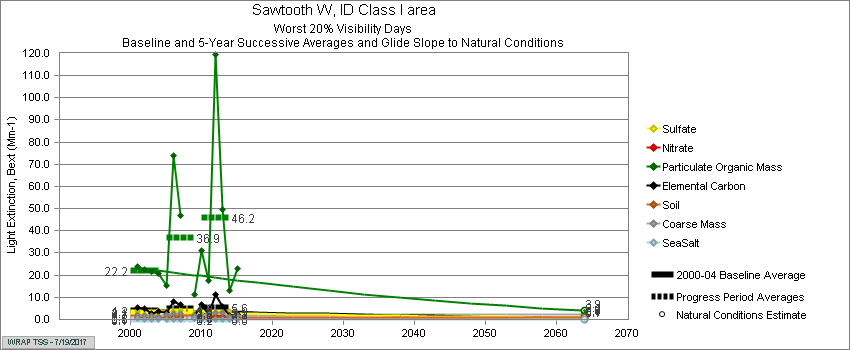 Sawtooth W, ID Class I area
Worst 20% Visibility Days
Baseline and 5-Year Successive Averages and Glide Slope to Natural Conditions
Light Extinction, Bext (Mm-1)
120.0
110.0
100.0
90.0
80.0
70.0
60.0
50.0
40.0
30.0
20.0
10.0
0.0
22.2
36.9
46.2
5.6
3.9
2000
2010
2020
2030
2040
2050
2060
2070
Sulfate
Nitrate
Particulate Organic Mass
Elemental Carbon
Soil
Coarse Mass
SeaSalt
2000-04 Baseline Average
Progress Period Averages
Natural Conditions Estimate
WRAP TSS - 7/19/2017